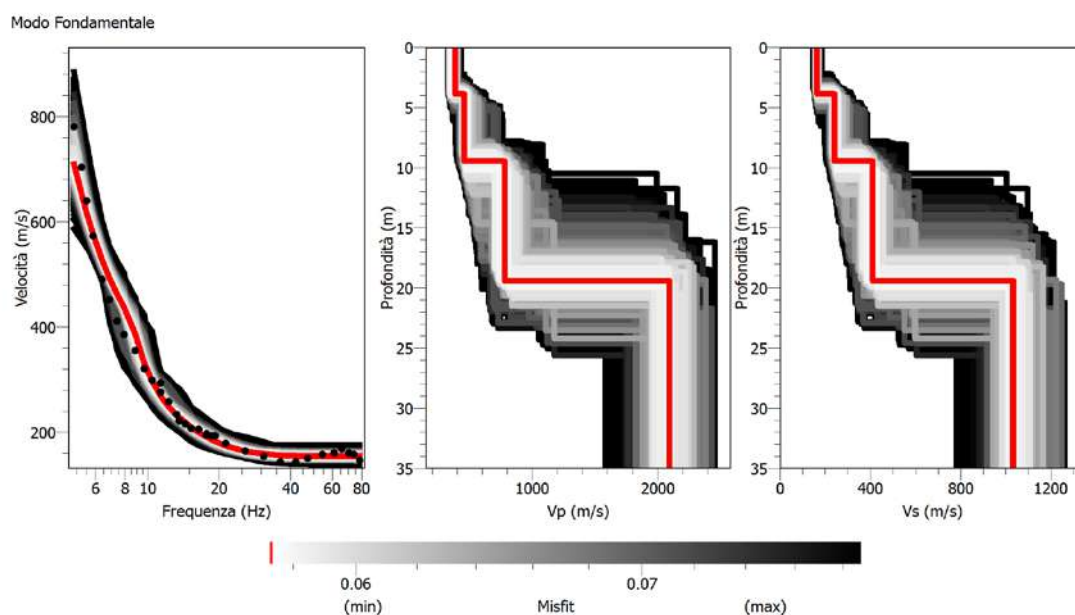 Modo Fondamentale
Velocità (m/s)
800
600
400
200
6 8 10 20 40 60 80
Frequenza (Hz)
Profondità (m)
0
5
10
15
20
25
30
35
1000 2000
Vp (m/s)
Profondità (m)
0
5
10
15
20
25
30
35
0 400 800 1200
Vs (m/s)
0.06 0.07
(min) Misfit (max)